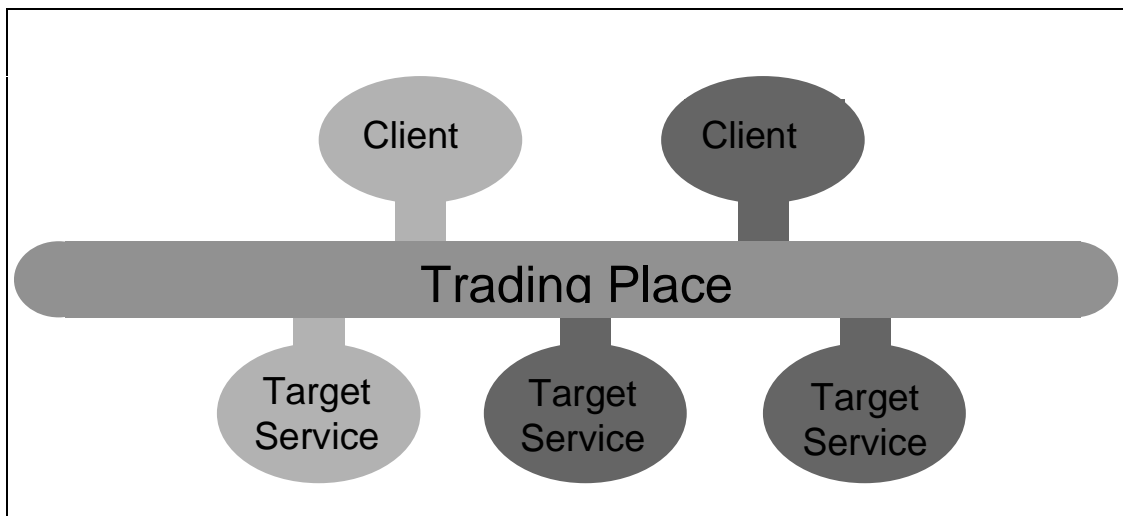 Client
Client
Trading Place
Target
Service
Target
Service
Target
Service